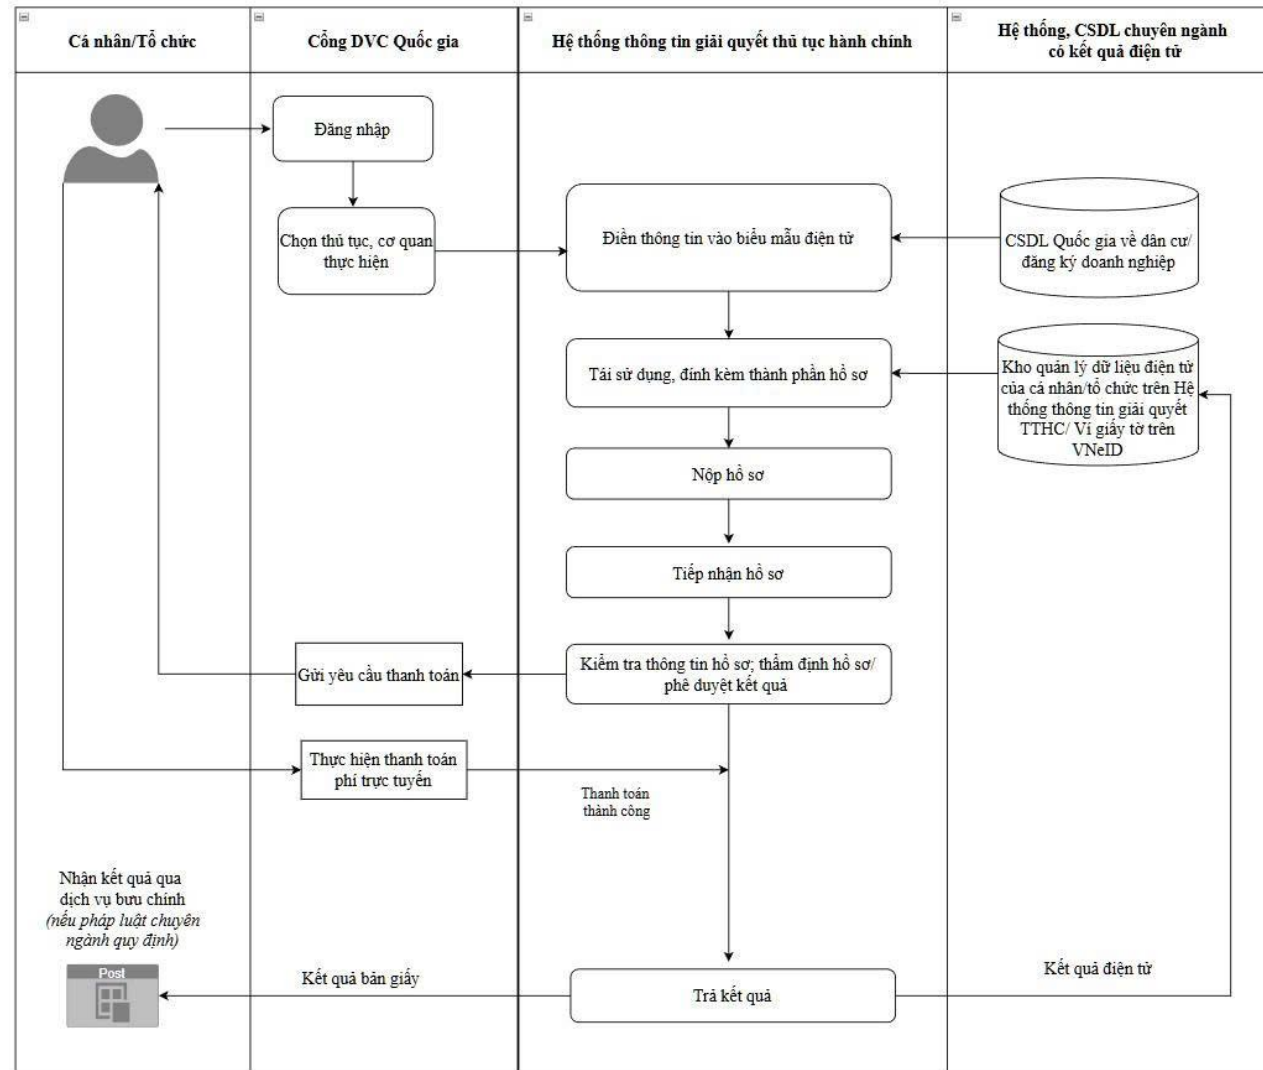 Cá nhân/Tổ chức
Cổng DVC Quốc gia
Hệ thống thông tin giải quyết thủ tục hành chính
Hệ thống, CSDL chuyên ngành
có kết quả điện tử
Đăng nhập
Chọn thủ tục, cơ quan
thực hiện
Điền thông tin vào biểu mẫu điện tử
CSDL Quốc gia về dân cư/
đăng ký doanh nghiệp
Tái sử dụng, đính kèm thành phần hồ sơ
Kho quản lý dữ liệu điện tử
của cá nhân/tổ chức trên Hệ
thống thông tin giải quyết
TTHC/ Ví giấy tờ trên
VNeID
Nộp hồ sơ
Tiếp nhận hồ sơ
Kiểm tra thông tin hồ sơ; thẩm định hồ sơ/
phê duyệt kết quả
Gửi yêu cầu thanh toán
Thực hiện thanh toán
phí trực tuyến
Thanh toán
thành công
Nhận kết quả qua
dịch vụ bưu chính
(nếu pháp luật chuyên
ngành quy định)
Post
Kết quả bản giấy
Trả kết quả
Kết quả điện tử